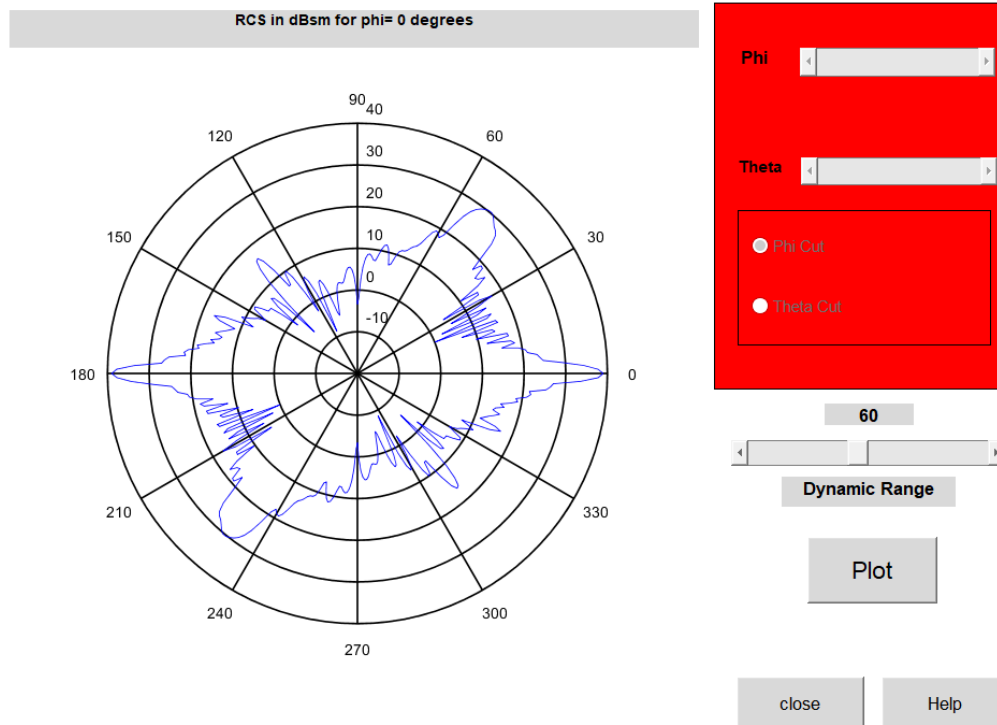 RCS in dBsm for phi= 0 degrees
Phi
90
40
120
60
30
Theta
20
150
30
10
Phi Cut
0
-10
Theta Cut
180
0
60
Dynamic Range
210
330
Plot
240
300
270
close
Help